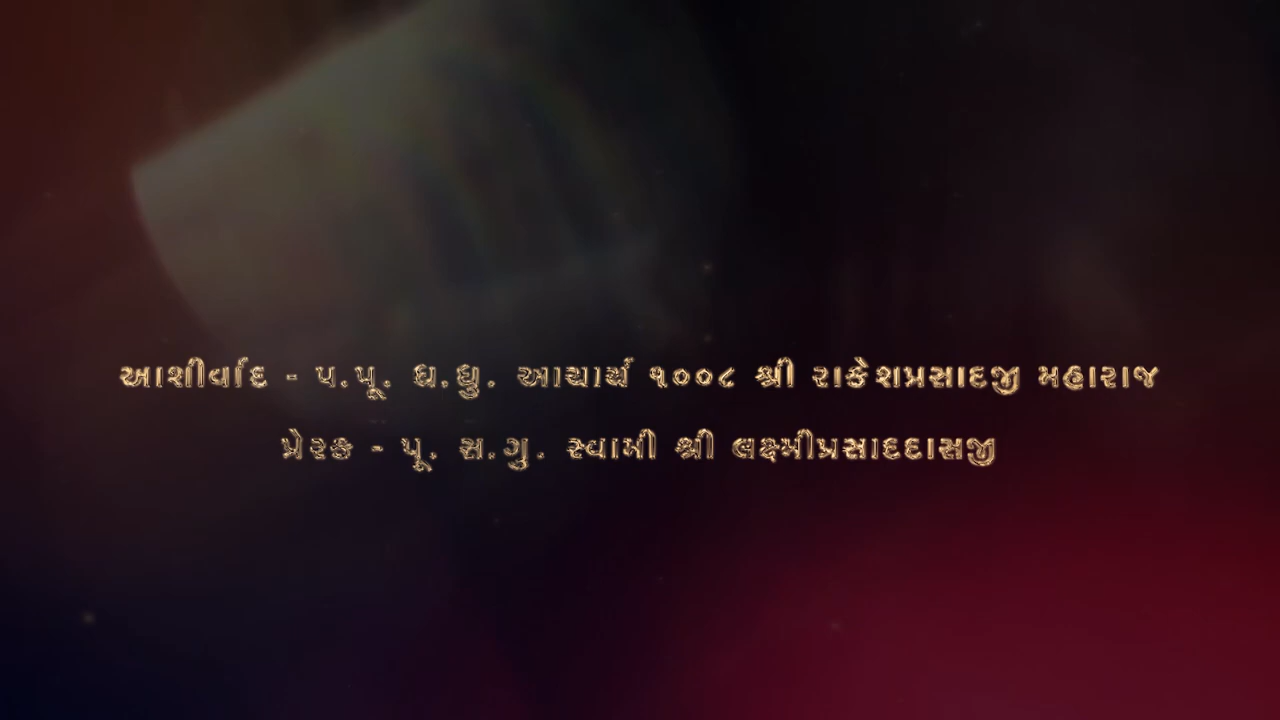 આશીર્વાદ - પ.પૂ. ધ.ધુ. આચાર્ય ૧૦૦૮ શ્રી રાકેશપ્રસાદજી મહારાજ
પ્રેરક - પૂ. સ.ગુ. સ્વામી શ્રી લક્ષ્મીપ્રસાદદાસજી